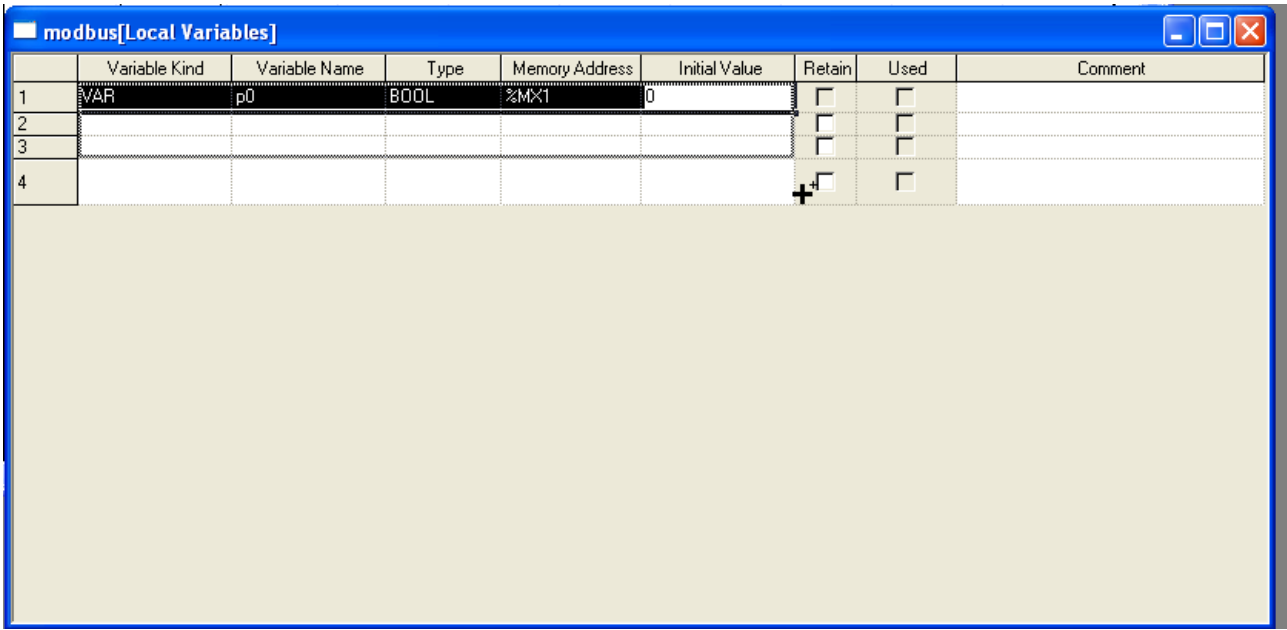 modbus[Local Variables]
Variable Kind Variable Name Type Memory Address Initial Value Retain Used Comment
1 VAR p0 BOOL %MX1 0
2
3
4